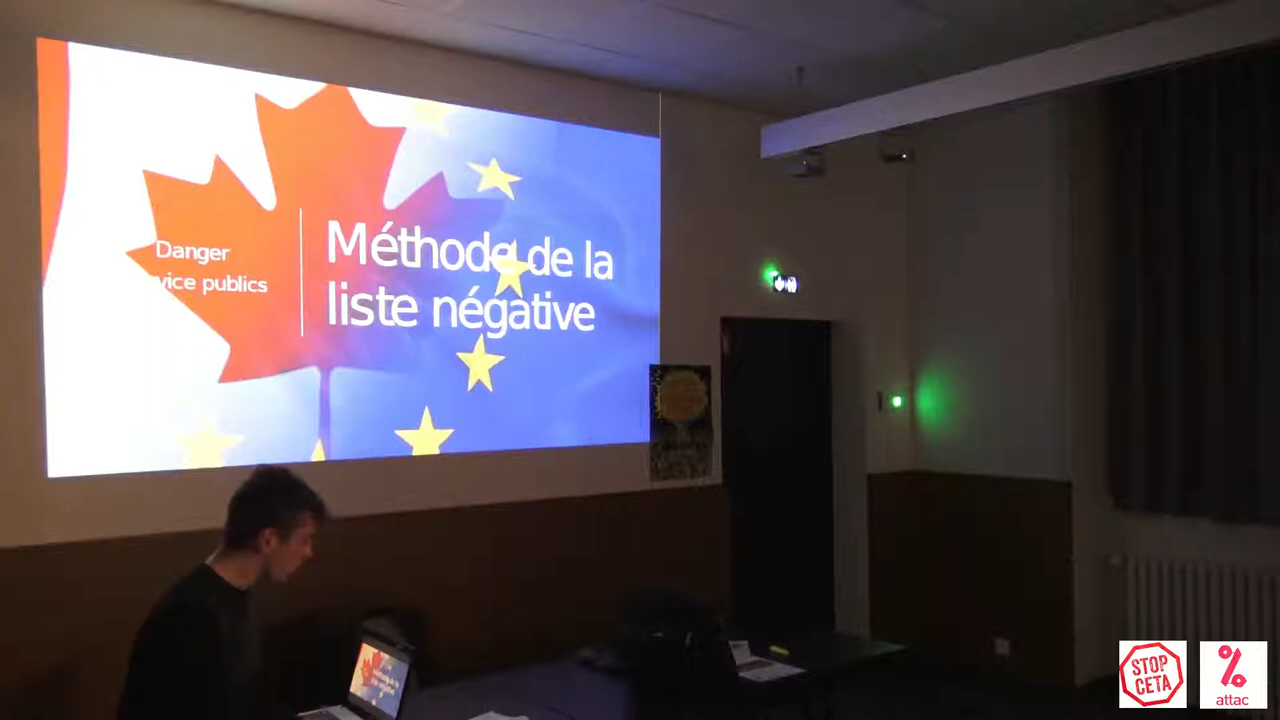 Danger
vice publics
Méthode de la
liste négative
STOP
CETA
attac